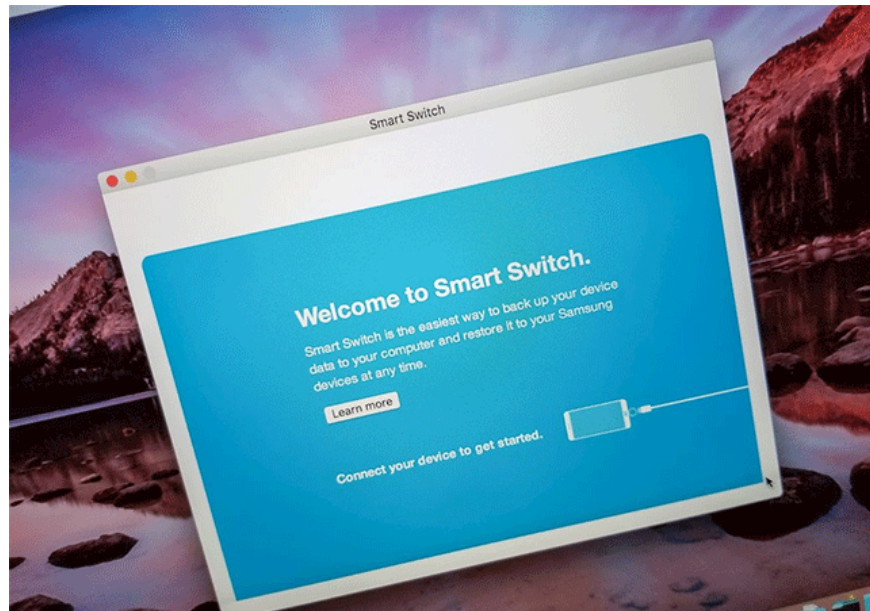 Smart Switch
Welcome to Smart Switch.
Smart Switch is the easiest way to back up your device
data to your computer and restore it to your Samsung
devices at any time.
Learn more
Connect your device to get started.